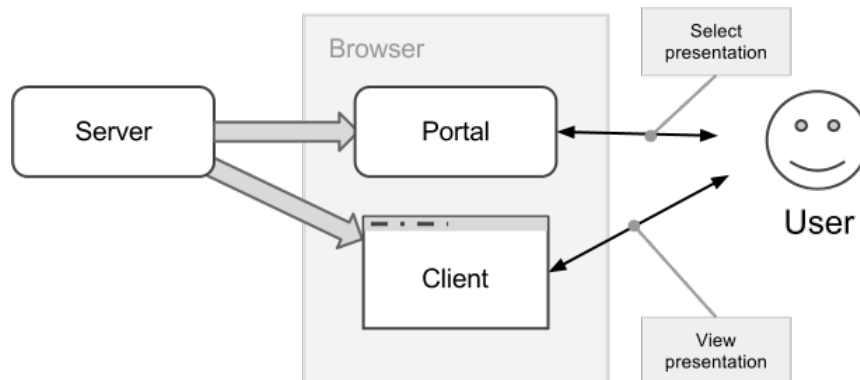 Browser
Select
presentation
Server
Portal
User
Client
View
presentation